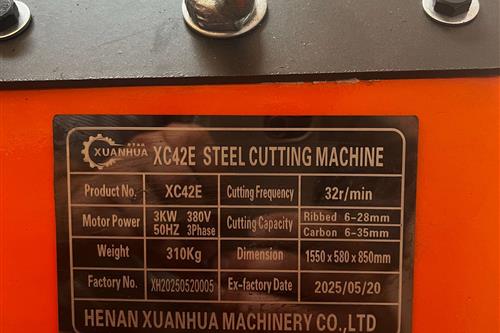 XUANHUA XC42E STEEL CUTTING MACHINE
Product No. XC42E Cutting Frequency 32r/min
Motor Power 3KW 380V 50HZ 3Phase Cutting Capacity Ribbed 6-28mm Carbon 6-35mm
Weight 310Kg Dimension 1550 x 580 x 850mm
Factory No. XH20250520005 Ex-factory Date 2025/05/20
HENAN XUANHUA MACHINERY CO., LTD